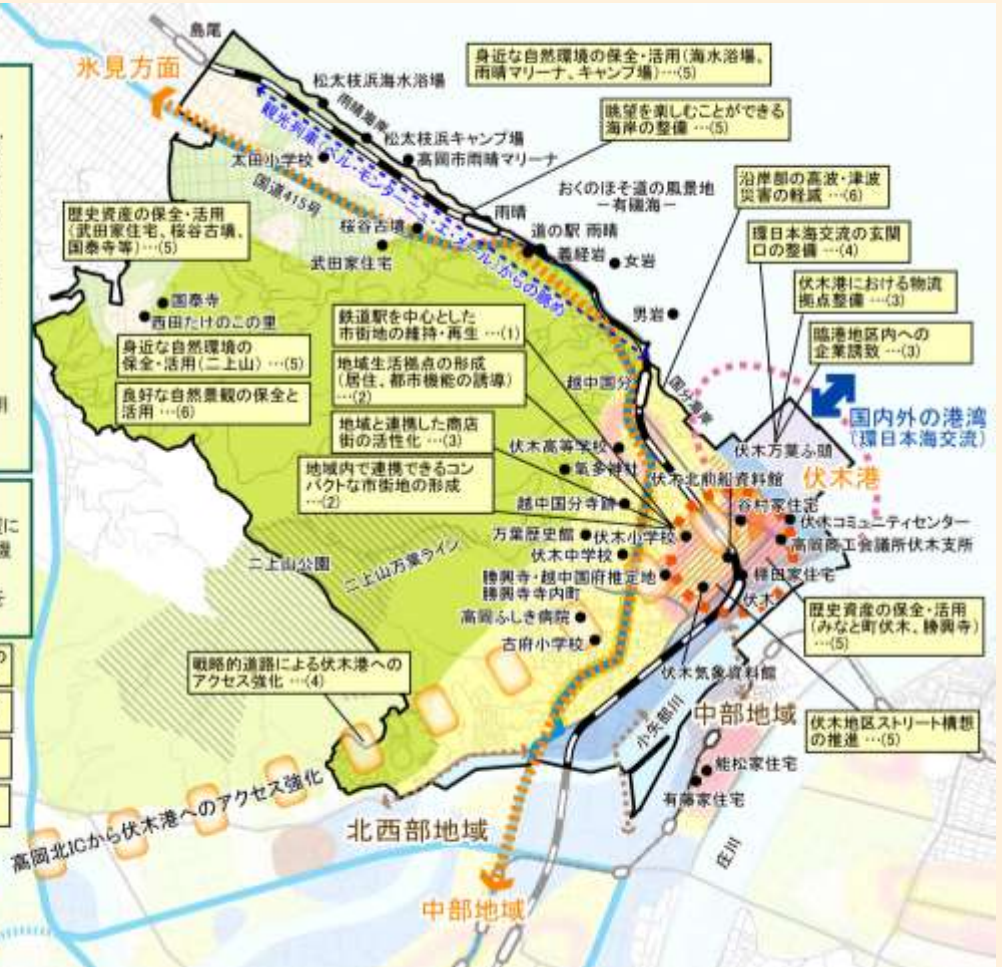 島尾
氷見方面
松太枝浜海水浴場
雨晴海岸
身近な自然環境の保全・活用(海水浴場、
雨晴マリーナ、キャンプ場)…(5)
眺望を楽しむことができる
海岸の整備 …(5)
観光列車(ベル・モンターニュ・エ・メール)からの眺め
松太枝浜キャンプ場
高岡市雨晴マリーナ
太田小学校
国道415号
おくのほそ道の風景地
－有磯海－
沿岸部の高波・津波
災害の軽減 …(6)
歴史資産の保全・活用
(武田家住宅、桜谷古墳、
国泰寺等) …(5)
桜谷古墳
雨晴
道の駅 雨晴
義経岩
女岩
武田家住宅
環日本海交流の玄関
口の整備 …(4)
伏木港における物流
拠点整備 …(3)
国泰寺
西田たけのこの里
男岩
鉄道駅を中心とした
市街地の維持・再生 …(1)
臨港地区内への
企業誘致 …(3)
身近な自然環境の
保全・活用(二上山) …(5)
地域生活拠点の形成
(居住、都市機能の誘導)
…(2)
越中国分
国分海岸
良好な自然景観の保全と
活用 …(6)
地域と連携した商店
街の活性化 …(3)
国内外の港湾
(環日本海交流)
伏木高等学校
伏木万葉ふ頭
地域内で連携できるコン
パクトな市街地の形成
…(2)
氣多神社
伏木北前船資料館
伏木港
越中国分寺跡
谷村家住宅
伏木コミュニティセンター
万葉歴史館
伏木小学校
高岡商工会議所伏木支所
二上山公園
二上山万葉ライン
伏木中学校
勝興寺・越中国府推定地
勝興寺寺内町
棚田家住宅
伏木
高岡ふしき病院
歴史資産の保全・活用
(みなと町伏木、勝興寺)
…(5)
古府小学校
戦略的道路による伏木港への
アクセス強化 …(4)
伏木気象資料館
中部地域
小矢部川
伏木地区ストリート構想
の推進 …(5)
能松家住宅
有藤家住宅
高岡北ICから伏木港へのアクセス強化
北西部地域
庄川
中部地域
に
を
の